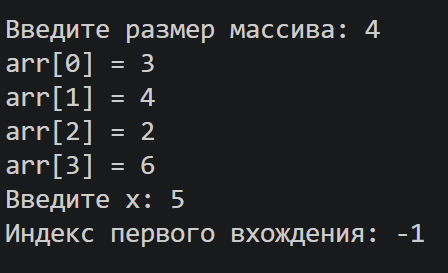 Введите размер массива: 4
arr[0] = 3
arr[1] = 4
arr[2] = 2
arr[3] = 6
Введите x: 5
Индекс первого вхождения: -1